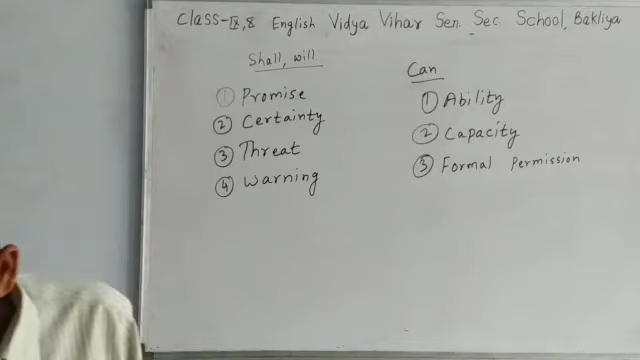 Class-IX,8 English Vidya Vihar Sen. Sec. School, Bakliya
Shall, will
① Promise
② Certainty
③ Threat
④ Warning
Can
① Ability
② Capacity
③ Formal Permission